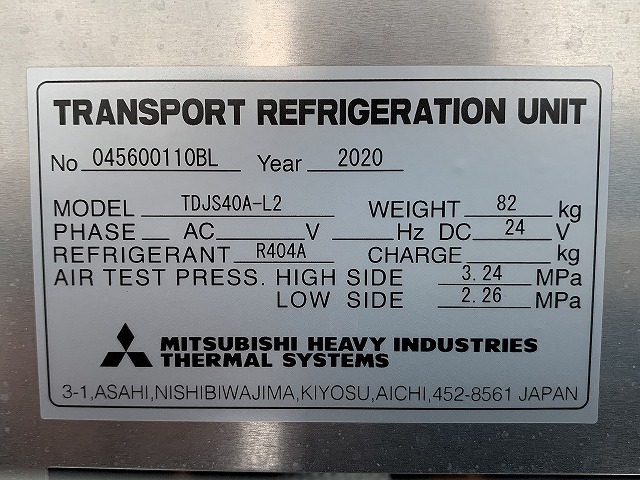 TRANSPORT REFRIGERATION UNIT
No 045600110BL Year 2020
MODEL TDJS40A-L2 WEIGHT 82 kg
PHASE AC V Hz DC 24 V
REFRIGERANT R404A CHARGE kg
AIR TEST PRESS. HIGH SIDE 3.24 MPa
LOW SIDE 2.26 MPa
MITSUBISHI HEAVY INDUSTRIES
THERMAL SYSTEMS
3-1,ASAHI,NISHIBIWAJIMA,KIYOSU,AICHI,452-8561 JAPAN